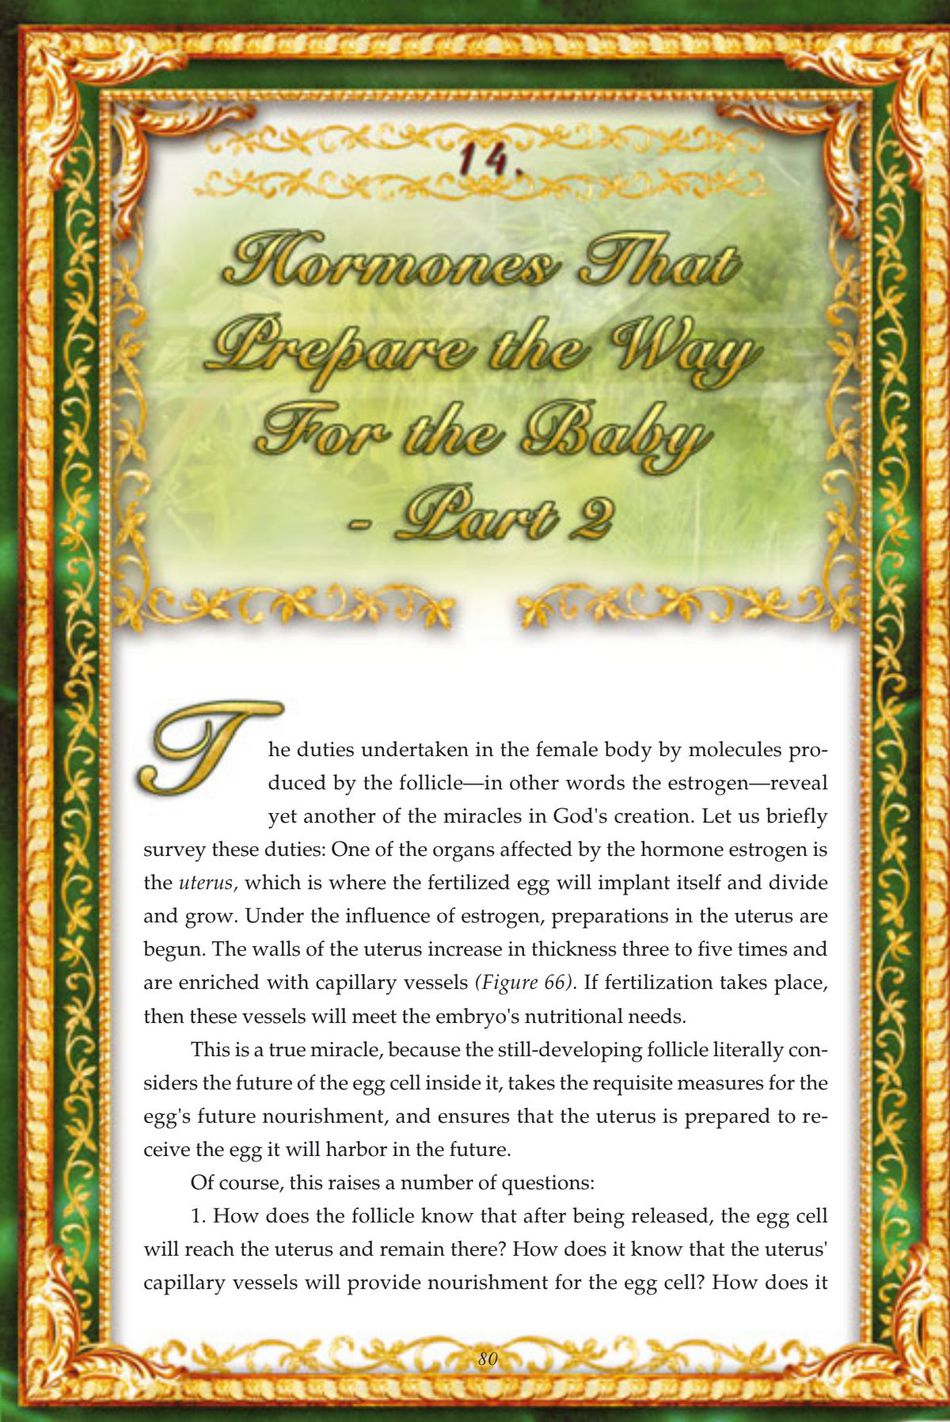 14.
Hormones That
Prepare the Way
For the Baby
- Part 2
The duties undertaken in the female body by molecules pro-
duced by the follicle—in other words the estrogen—reveal
yet another of the miracles in God's creation. Let us briefly
survey these duties: One of the organs affected by the hormone estrogen is
the uterus, which is where the fertilized egg will implant itself and divide
and grow. Under the influence of estrogen, preparations in the uterus are
begun. The walls of the uterus increase in thickness three to five times and
are enriched with capillary vessels (Figure 66). If fertilization takes place,
then these vessels will meet the embryo's nutritional needs.
This is a true miracle, because the still-developing follicle literally con-
siders the future of the egg cell inside it, takes the requisite measures for the
egg's future nourishment, and ensures that the uterus is prepared to re-
ceive the egg it will harbor in the future.
Of course, this raises a number of questions:
1. How does the follicle know that after being released, the egg cell
will reach the uterus and remain there? How does it know that the uterus'
capillary vessels will provide nourishment for the egg cell? How does it
80